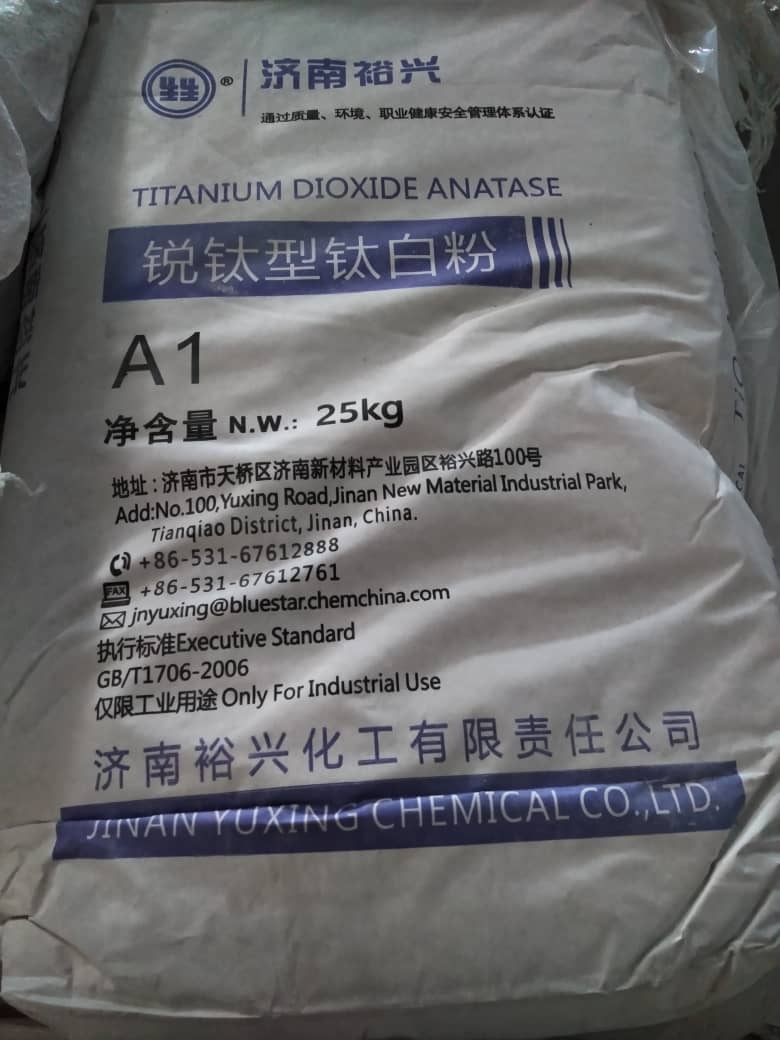 ® 济南裕兴
通过质量、环境、职业健康安全管理体系认证
TITANIUM DIOXIDE ANATASE
锐钛型钛白粉
A1
净含量 N.W.: 25kg
地址:济南市天桥区济南新材料产业园区裕兴路100号
Add:No.100,Yuxing Road,Jinan New Material Industrial Park,
Tianqiao District, Jinan, China.
+86-531-67612888
FAX +86-531-67612761
jnyuxing@bluestar.chemchina.com
执行标准Executive Standard
GB/T1706-2006
仅限工业用途 Only For Industrial Use
济南裕兴化工有限责任公司
JINAN YUXING CHEMICAL CO.,LTD.